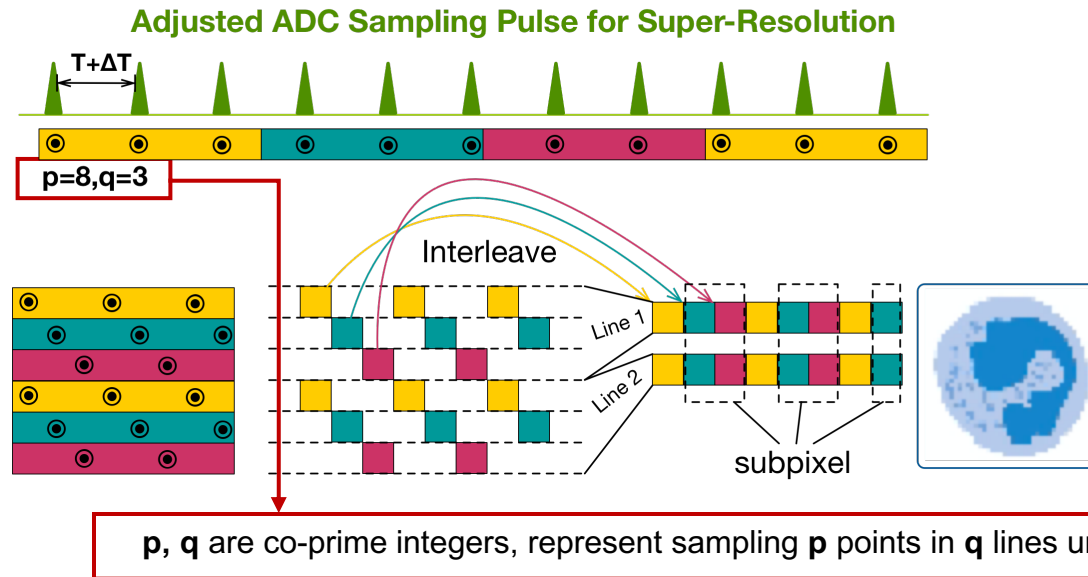 Adjusted ADC Sampling Pulse for Super-Resolution
T+ΔT
p=8,q=3
Interleave
Line 1
Line 2
subpixel
p, q are co-prime integers, represent sampling p points in q lines